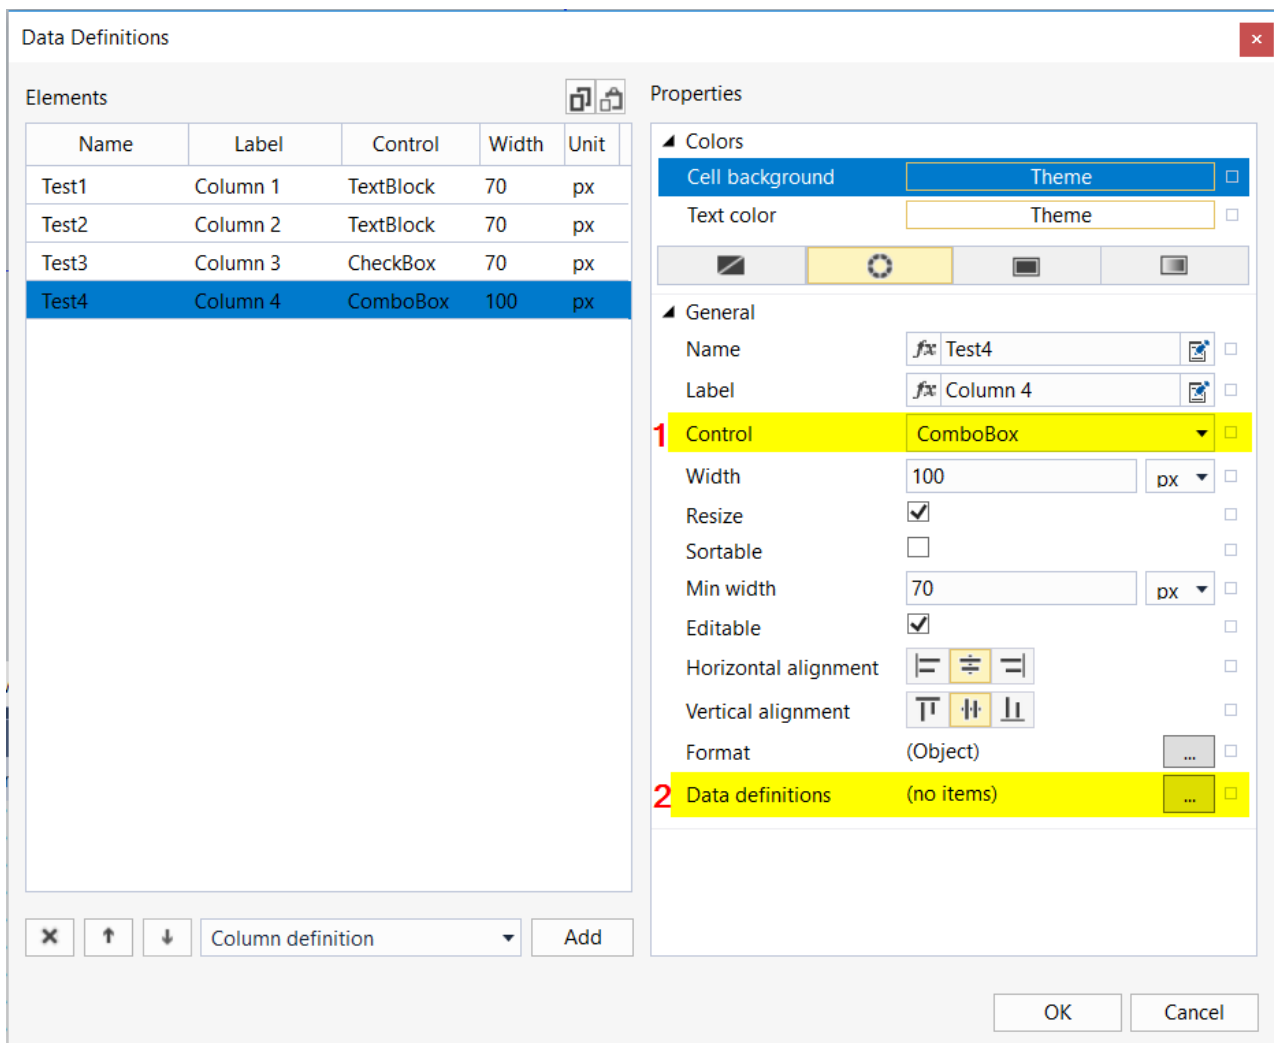 Data Definitions
Elements
Name Label Control Width Unit
Test1 Column 1 TextBlock 70 px
Test2 Column 2 TextBlock 70 px
Test3 Column 3 CheckBox 70 px
Test4 Column 4 ComboBox 100 px
Column definition Add
Properties
Colors
Cell background Theme
Text color Theme
General
Name fx Test4
Label fx Column 4
1 Control ComboBox
Width 100 px
Resize
Sortable
Min width 70 px
Editable
Horizontal alignment
Vertical alignment
Format (Object) ...
2 Data definitions (no items) ...
OK Cancel